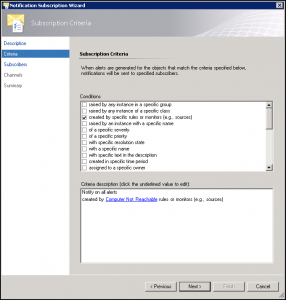 Notification Subscription Wizard
Subscription Criteria
Description
Criteria
Subscribers
Channels
Summary
Subscription Criteria
When alerts are generated for the objects that match the criteria specified below,
notifications will be sent to specified subscribers.
Conditions
raised by any instance in a specific group
raised by any instance of a specific class
created by specific rules or monitors (e.g., sources)
raised by an instance with a specific name
of a specific severity
of a specific priority
with specific resolution state
with a specific name
with specific text in the description
created in specific time period
assigned to a specific owner
Criteria description (click the underlined value to edit):
Notify on all alerts
created by Computer Not Reachable rules or monitors (e.g., sources)
< Previous
Next >
Finish
Cancel